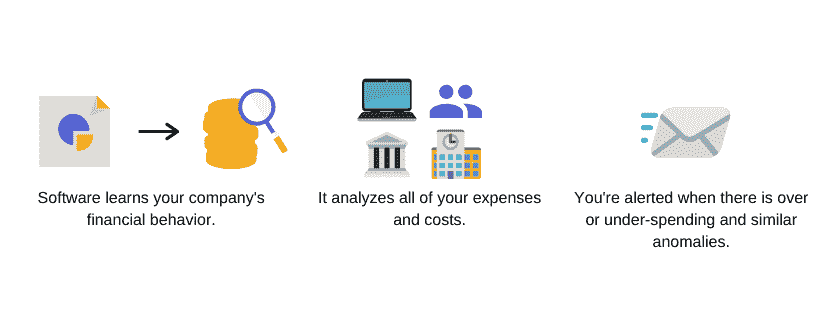 Software learns your company's
financial behavior.
It analyzes all of your expenses
and costs.
You're alerted when there is over
or under-spending and similar
anomalies.